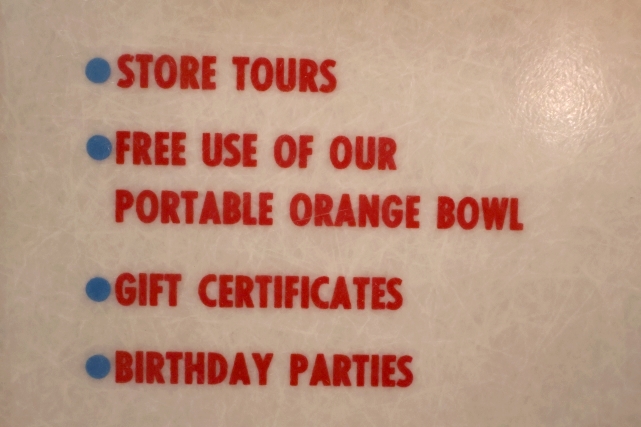 ● STORE TOURS
● FREE USE OF OUR
PORTABLE ORANGE BOWL
● GIFT CERTIFICATES
● BIRTHDAY PARTIES